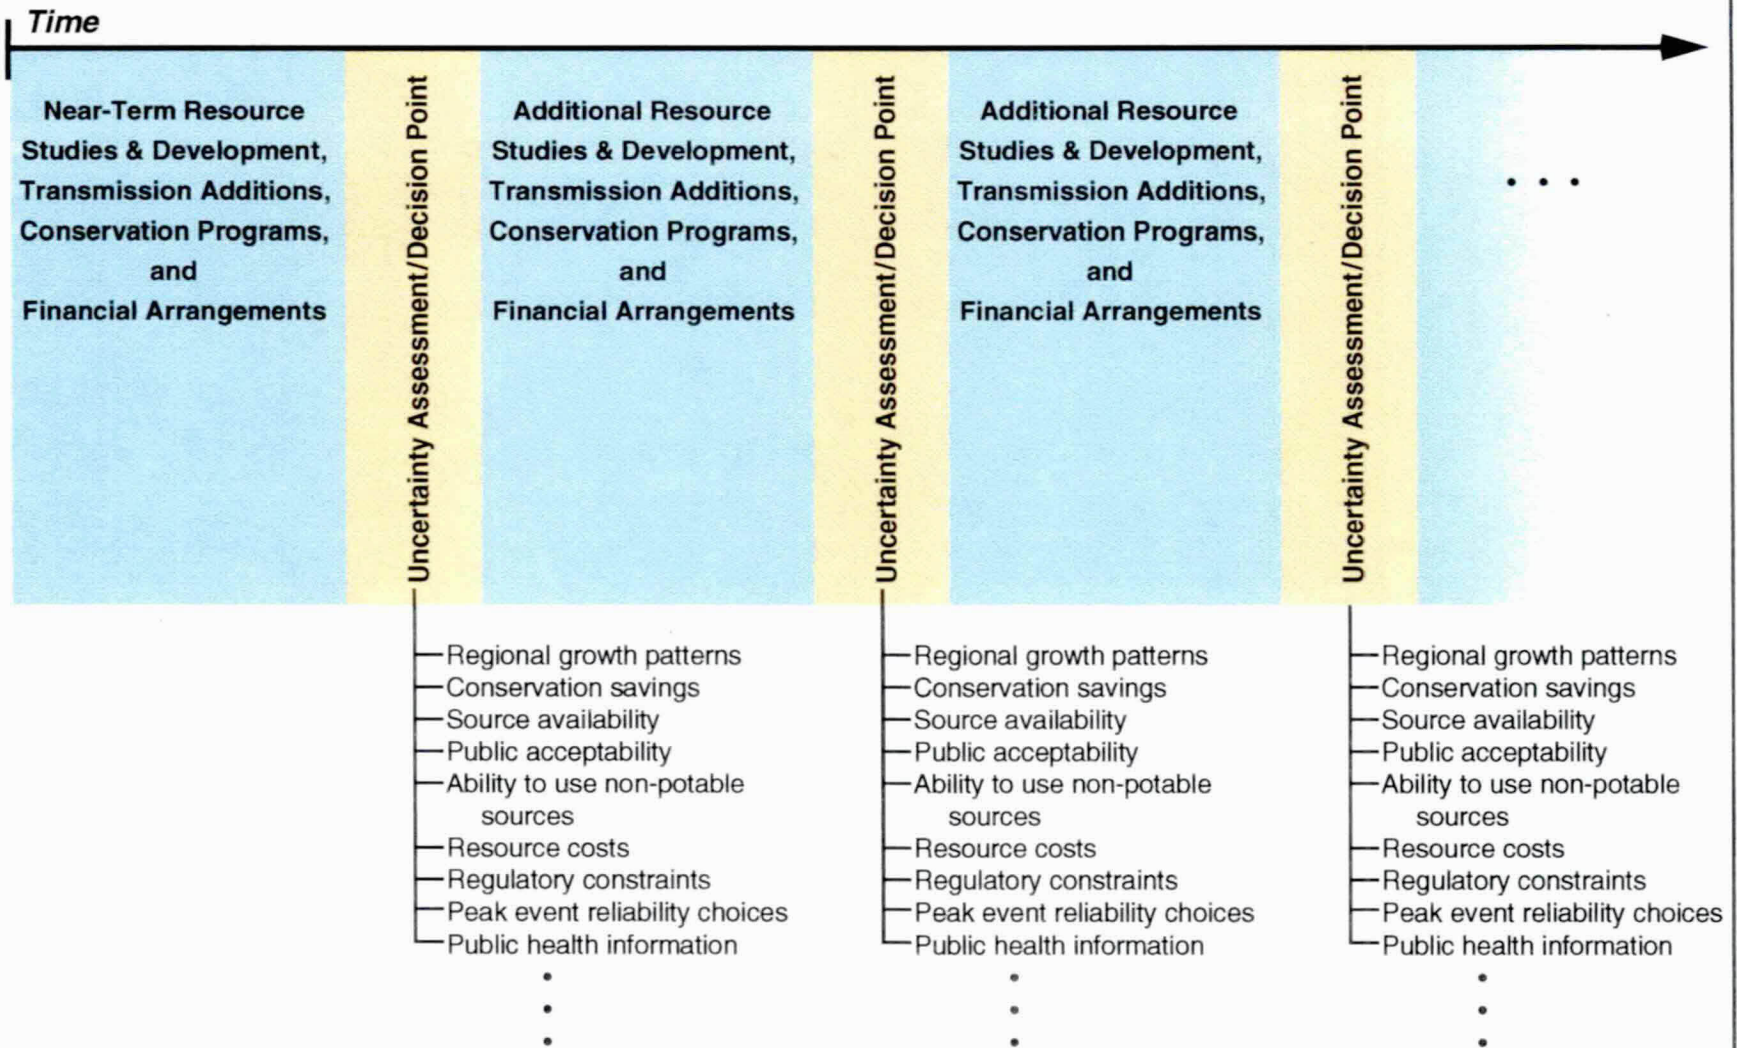 Time
Near-Term Resource
Studies & Development,
Transmission Additions,
Conservation Programs,
and
Financial Arrangements
Uncertainty Assessment/Decision Point
Additional Resource
Studies & Development,
Transmission Additions,
Conservation Programs,
and
Financial Arrangements
Uncertainty Assessment/Decision Point
Additional Resource
Studies & Development,
Transmission Additions,
Conservation Programs,
and
Financial Arrangements
Uncertainty Assessment/Decision Point
. . .
Regional growth patterns
Conservation savings
Source availability
Public acceptability
Ability to use non-potable
sources
Resource costs
Regulatory constraints
Peak event reliability choices
Public health information
Regional growth patterns
Conservation savings
Source availability
Public acceptability
Ability to use non-potable
sources
Resource costs
Regulatory constraints
Peak event reliability choices
Public health information
Regional growth patterns
Conservation savings
Source availability
Public acceptability
Ability to use non-potable
sources
Resource costs
Regulatory constraints
Peak event reliability choices
Public health information